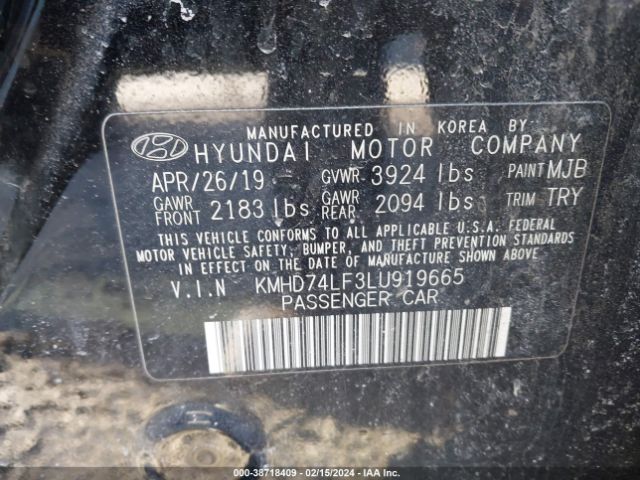 MANUFACTURED IN KOREA BY:
HYUNDAI MOTOR COMPANY
APR/26/19 GVWR 3924 lbs PAINT MJB
GAWR FRONT 2183 lbs GAWR REAR 2094 lbs TRIM TRY
THIS VEHICLE CONFORMS TO ALL APPLICABLE U.S.A. FEDERAL
MOTOR VEHICLE SAFETY, BUMPER, AND THEFT PREVENTION STANDARDS
IN EFFECT ON THE DATE OF MANUFACTURE SHOWN ABOVE
V.I.N KMHD74LF3LU919665
PASSENGER CAR
000-38718409 - 02/15/2024 - IAA Inc.